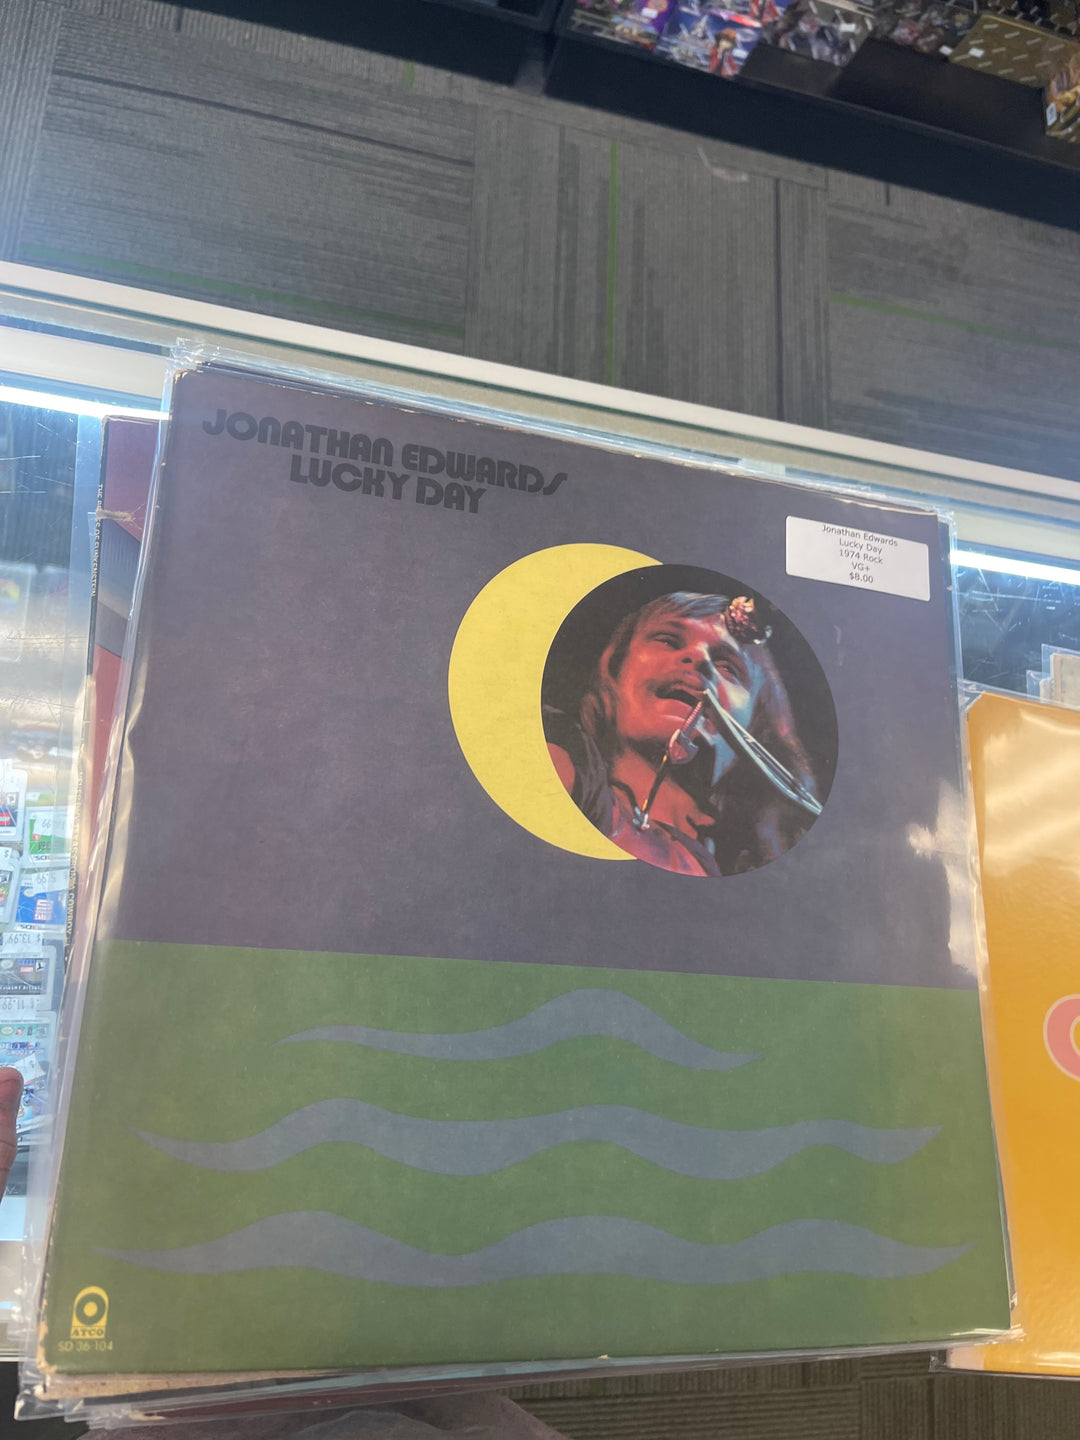 JONATHAN EDWARDS
LUCKY DAY
Jonathan Edwards
Lucky Day
1974 Rock
VG+
$8.00
ATCO
SD 36-104